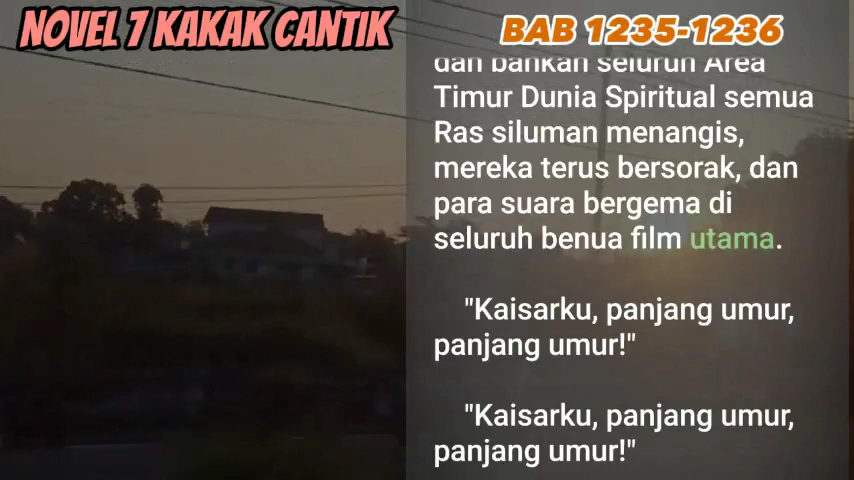 NOVEL 7 KAKAK CANTIK
BAB 1235-1236
dan bahkan seluruh Area
Timur Dunia Spiritual semua
Ras siluman menangis,
mereka terus bersorak, dan
para suara bergema di
seluruh benua film utama.
"Kaisarku, panjang umur,
panjang umur!"
"Kaisarku, panjang umur,
panjang umur!"